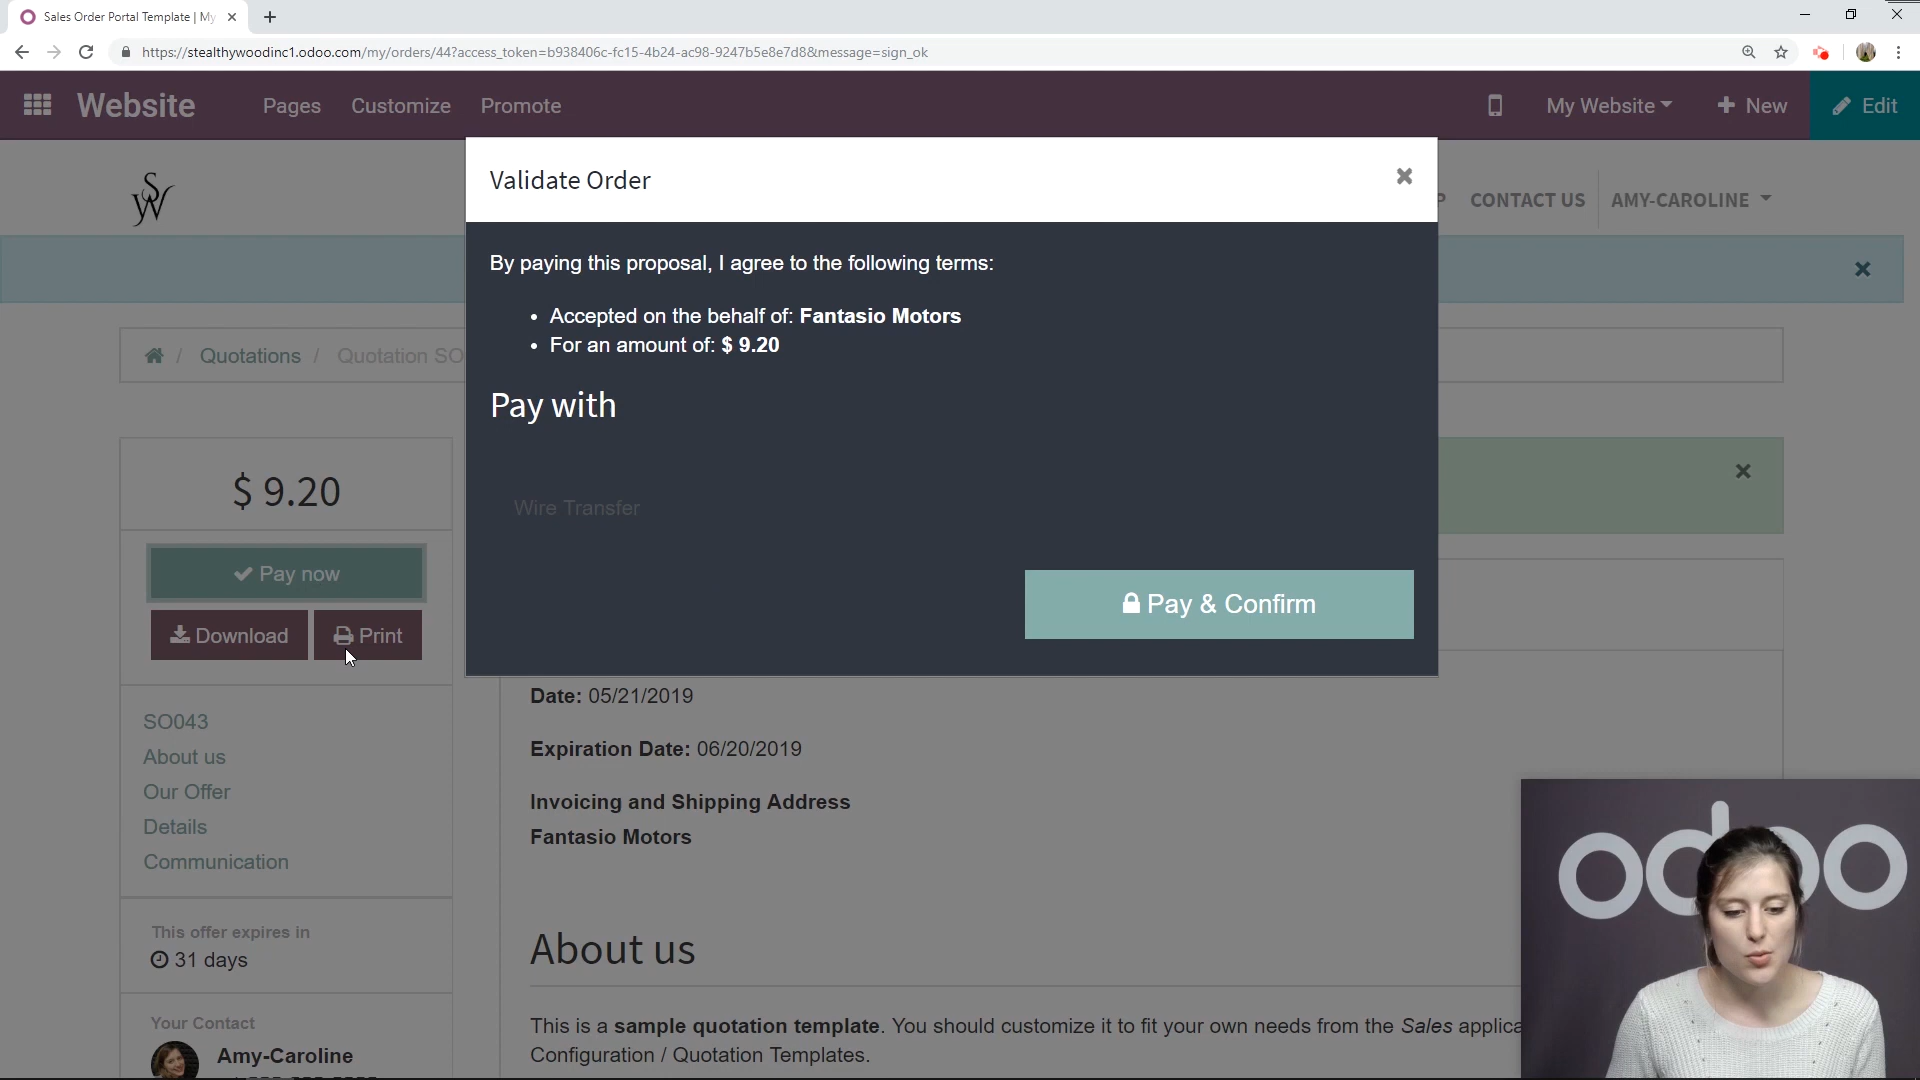 Sales Order Portal Template | My
https://stealthywoodinc1.odoo.com/my/orders/44?access_token=b938406c-fc15-4b24-ac98-9247b5e8e7d8&message=sign_ok
Website Pages Customize Promote My Website New Edit
SW
CONTACT US AMY-CAROLINE
Validate Order
By paying this proposal, I agree to the following terms:
• Accepted on the behalf of: Fantasio Motors
• For an amount of: $ 9.20
Pay with
Wire Transfer
Pay & Confirm
/ Quotations / Quotation SO
$ 9.20
Pay now
Download Print
SO043
About us
Our Offer
Details
Communication
This offer expires in
31 days
Your Contact
Amy-Caroline
Date: 05/21/2019
Expiration Date: 06/20/2019
Invoicing and Shipping Address
Fantasio Motors
About us
This is a sample quotation template. You should customize it to fit your own needs from the Sales applica
Configuration / Quotation Templates.
odoo